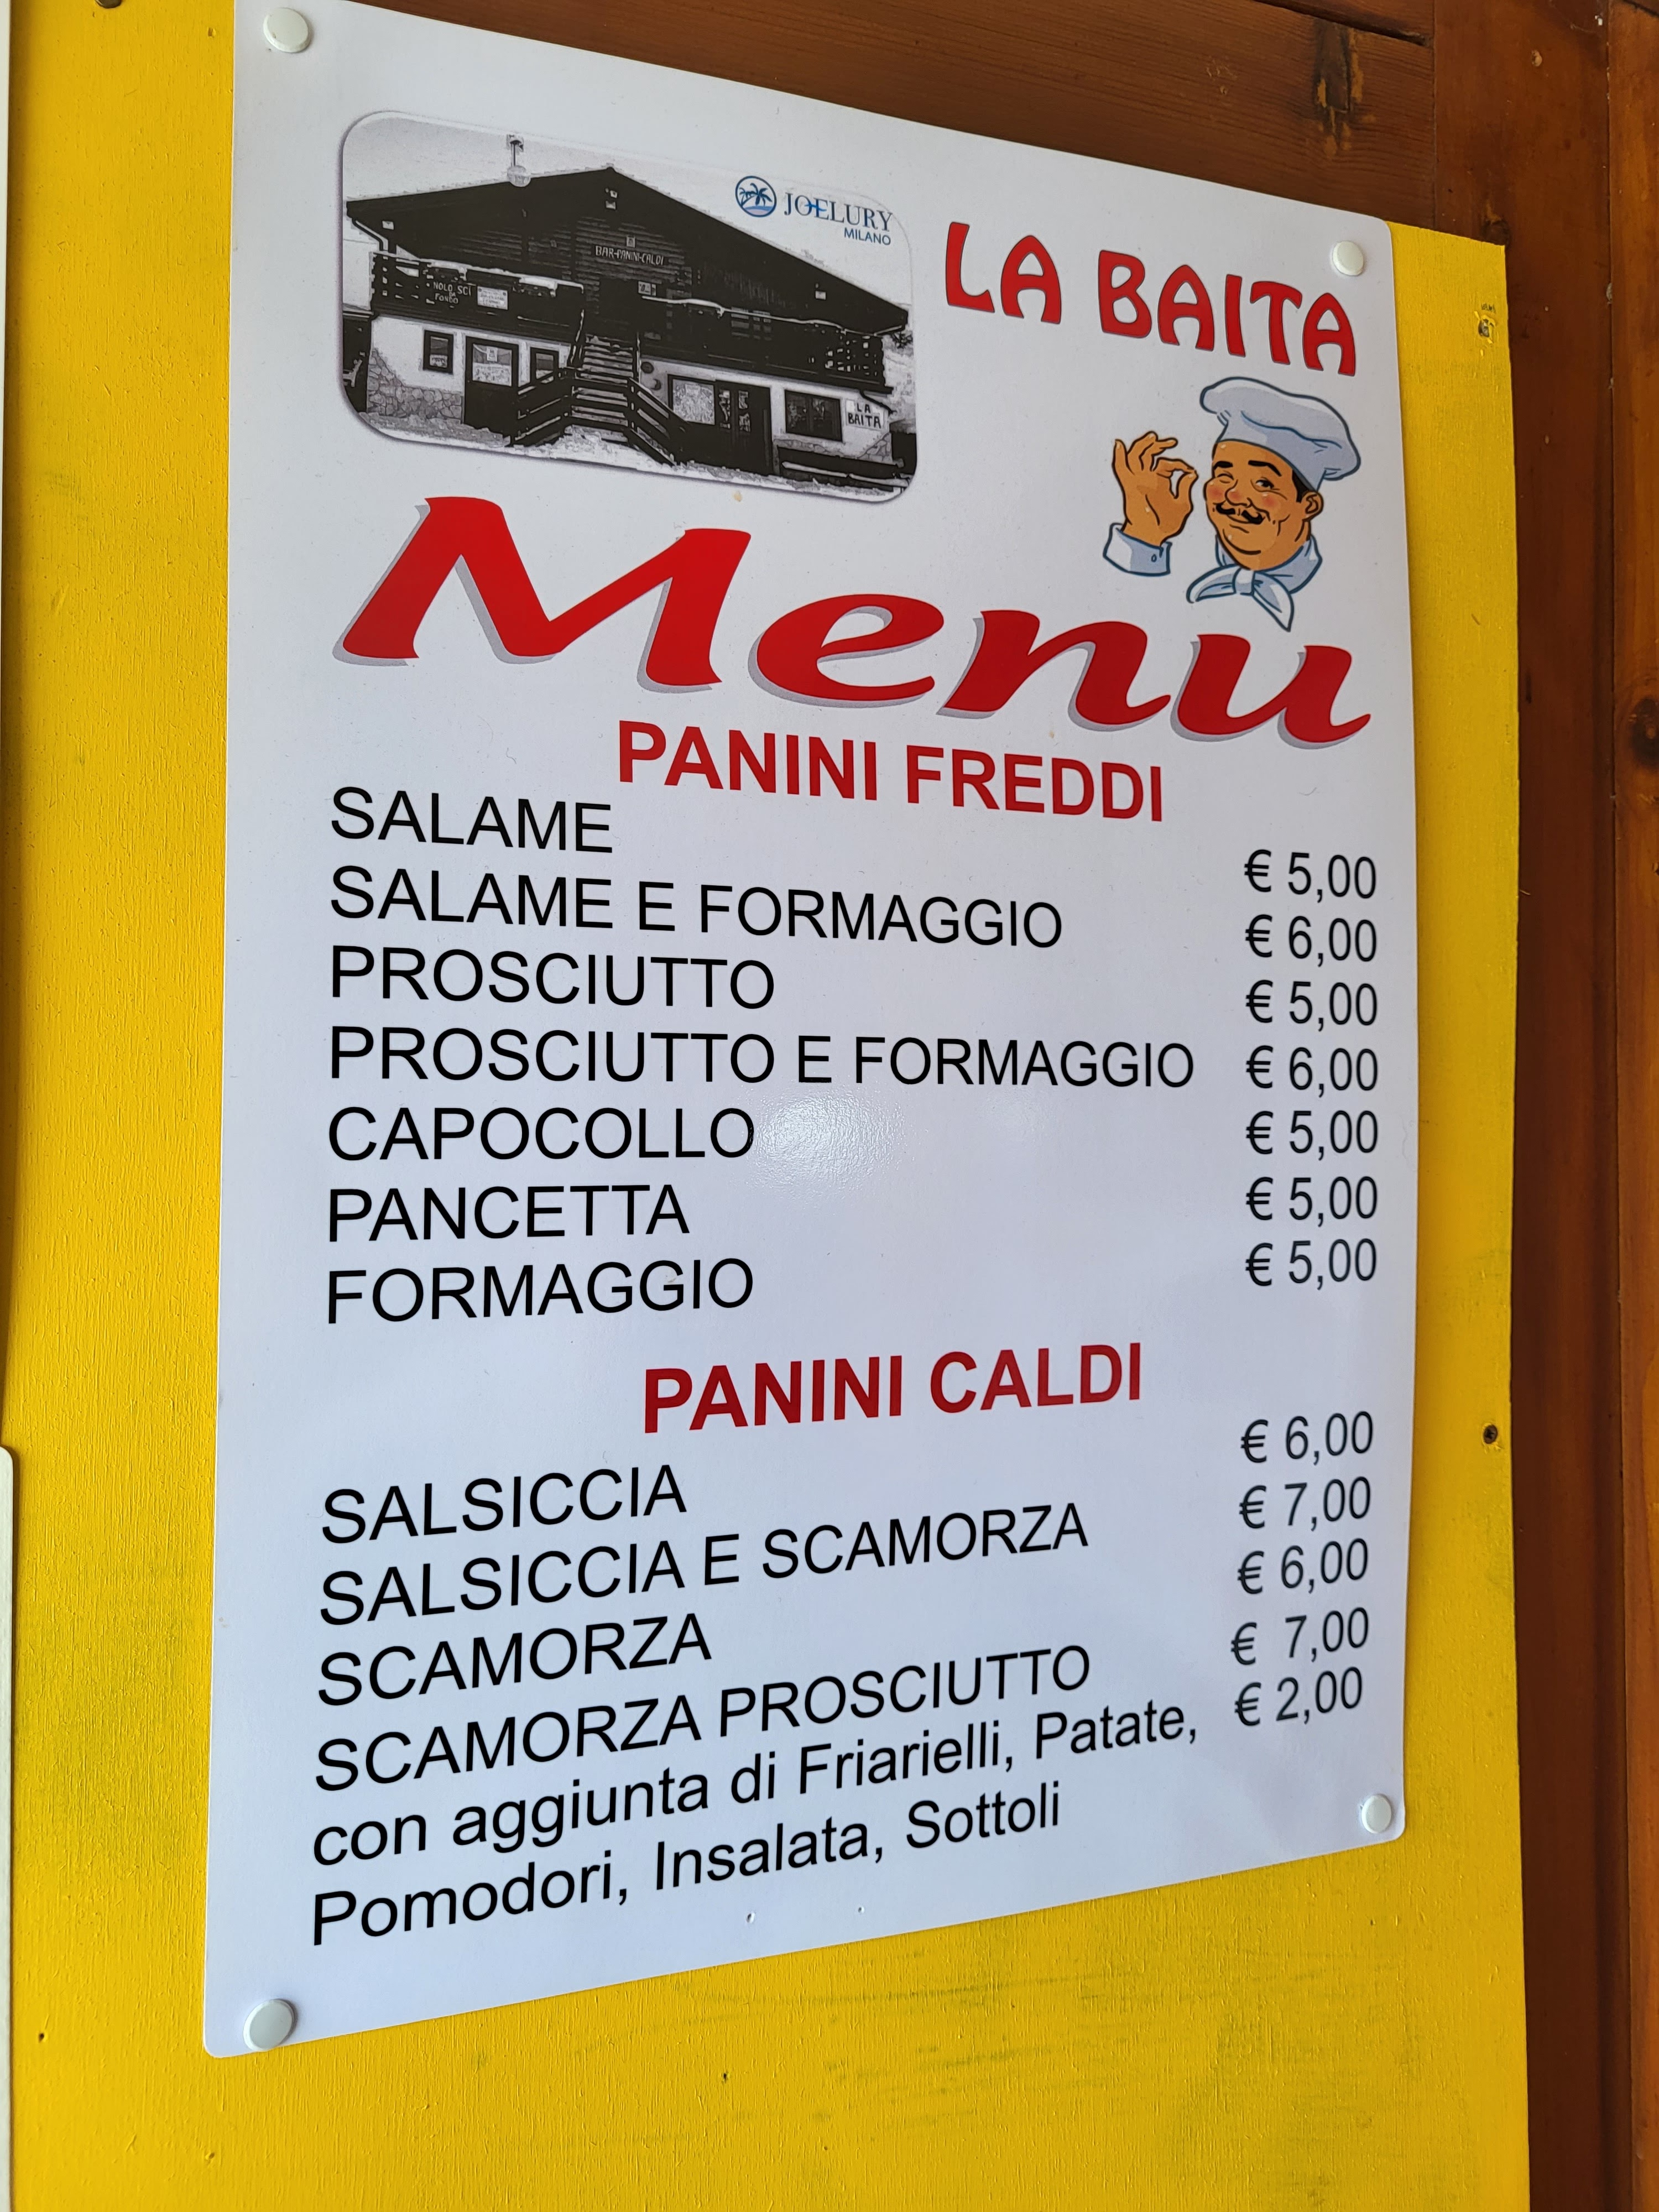 JOELURY
MILANO
BAR-PANINI-CALDI
NOLO SCI
FONDO
LA
BAITA
LA BAITA
Menu
PANINI FREDDI
SALAME € 5,00
SALAME E FORMAGGIO € 6,00
PROSCIUTTO € 5,00
PROSCIUTTO E FORMAGGIO € 6,00
CAPOCOLLO € 5,00
PANCETTA € 5,00
FORMAGGIO € 5,00
PANINI CALDI
SALSICCIA € 6,00
SALSICCIA E SCAMORZA € 7,00
SCAMORZA € 6,00
SCAMORZA PROSCIUTTO € 7,00
con aggiunta di Friarielli, Patate, € 2,00
Pomodori, Insalata, Sottoli